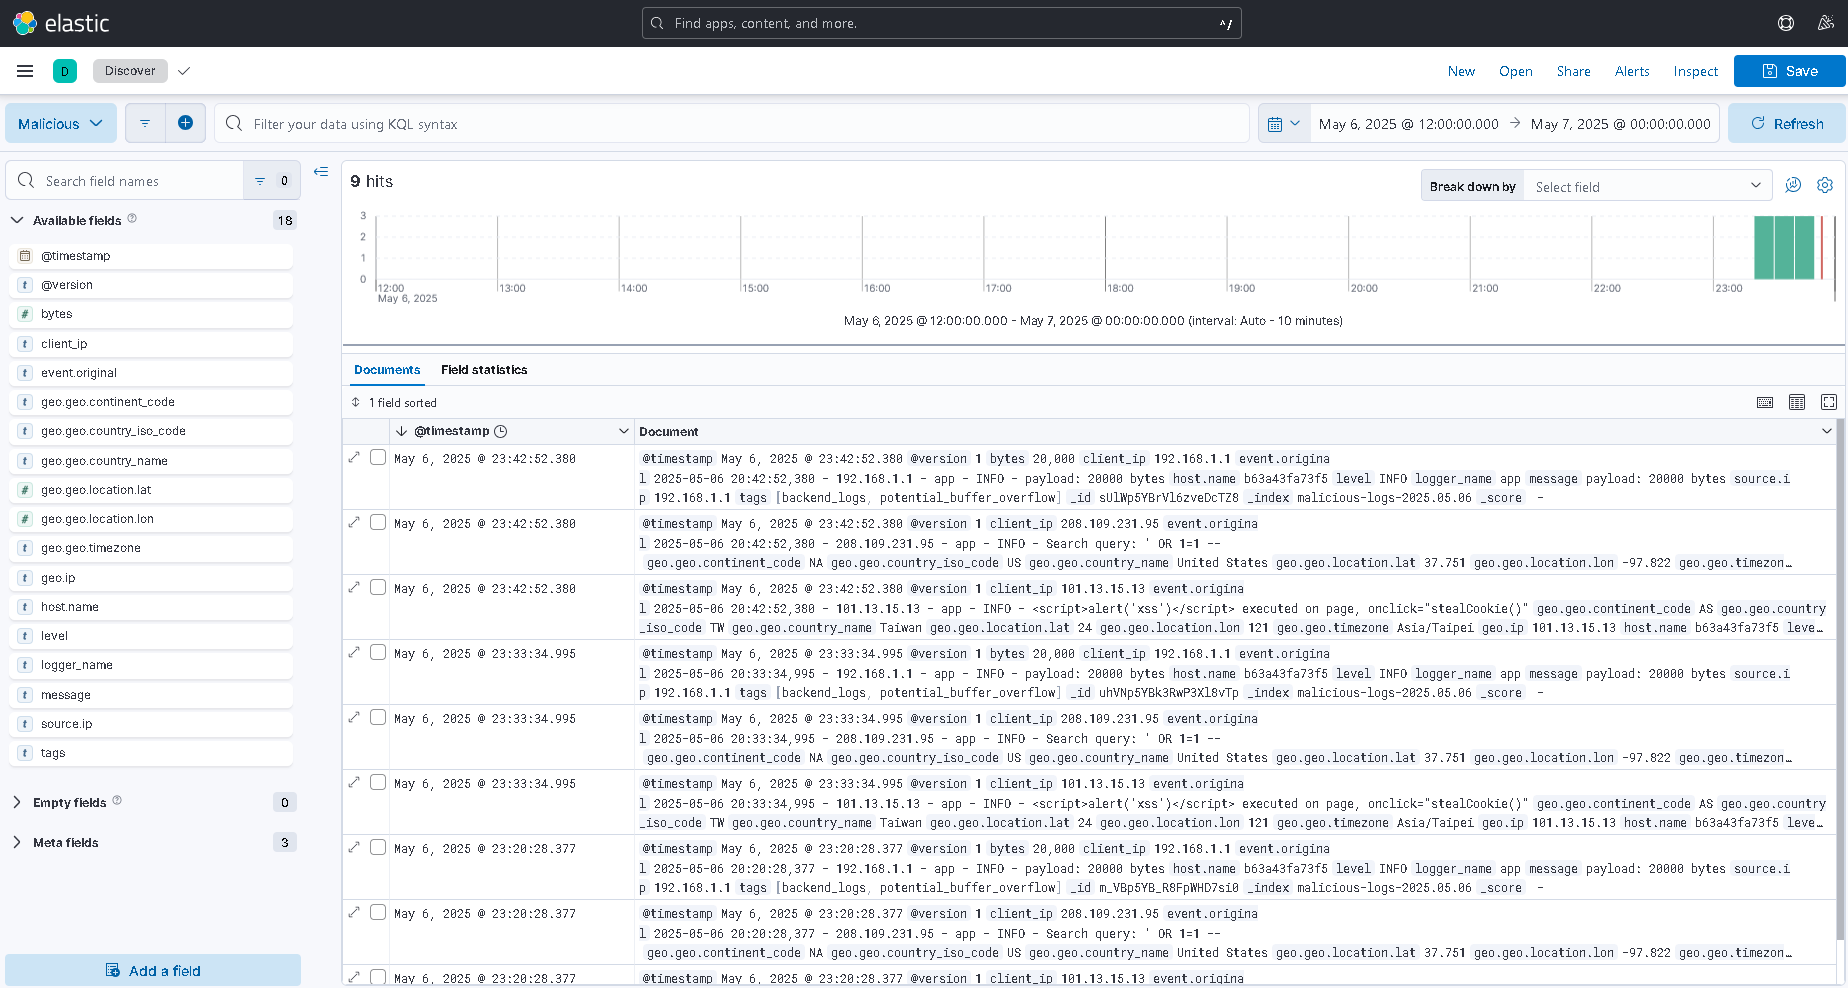 elastic
Find apps, content, and more.
^/
D
Discover
New
Open
Share
Alerts
Inspect
Save
Malicious
Filter your data using KQL syntax
May 6, 2025 @ 12:00:00.000 → May 7, 2025 @ 00:00:00.000
Refresh
Search field names
0
Available fields
18
@timestamp
@version
bytes
client_ip
event.original
geo.geo.continent_code
geo.geo.country_iso_code
geo.geo.country_name
geo.geo.location.lat
geo.geo.location.lon
geo.geo.timezone
geo.ip
host.name
level
logger_name
message
source.ip
tags
Empty fields
0
Meta fields
3
Add a field
9 hits
Break down by
Select field
3
2
1
0
12:00
May 6, 2025
13:00
14:00
15:00
16:00
17:00
18:00
19:00
20:00
21:00
22:00
23:00
May 6, 2025 @ 12:00:00.000 - May 7, 2025 @ 00:00:00.000 (interval: Auto - 10 minutes)
Documents
Field statistics
1 field sorted
@timestamp
Document
May 6, 2025 @ 23:42:52.380
@timestamp May 6, 2025 @ 23:42:52.380 @version 1 bytes 20,000 client_ip 192.168.1.1 event.origina
l 2025-05-06 20:42:52,380 - 192.168.1.1 - app - INFO - payload: 20000 bytes host.name b63a43fa73f5 level INFO logger_name app message payload: 20000 bytes source.i
p 192.168.1.1 tags [backend_logs, potential_buffer_overflow] _id sUlWp5YBrVl6zveDcTZ8 _index malicious-logs-2025.05.06 _score -
May 6, 2025 @ 23:42:52.380
@timestamp May 6, 2025 @ 23:42:52.380 @version 1 client_ip 208.109.231.95 event.origina
l 2025-05-06 20:42:52,380 - 208.109.231.95 - app - INFO - Search query: ' OR 1=1 --
geo.geo.continent_code NA geo.geo.country_iso_code US geo.geo.country_name United States geo.geo.location.lat 37.751 geo.geo.location.lon -97.822 geo.geo.timezon…
May 6, 2025 @ 23:42:52.380
@timestamp May 6, 2025 @ 23:42:52.380 @version 1 client_ip 101.13.15.13 event.origina
l 2025-05-06 20:42:52,380 - 101.13.15.13 - app - INFO - <script>alert('xss')</script> executed on page, onclick="stealCookie()" geo.geo.continent_code AS geo.geo.country
_iso_code TW geo.geo.country_name Taiwan geo.geo.location.lat 24 geo.geo.location.lon 121 geo.geo.timezone Asia/Taipei geo.ip 101.13.15.13 host.name b63a43fa73f5 leve…
May 6, 2025 @ 23:33:34.995
@timestamp May 6, 2025 @ 23:33:34.995 @version 1 bytes 20,000 client_ip 192.168.1.1 event.origina
l 2025-05-06 20:33:34,995 - 192.168.1.1 - app - INFO - payload: 20000 bytes host.name b63a43fa73f5 level INFO logger_name app message payload: 20000 bytes source.i
p 192.168.1.1 tags [backend_logs, potential_buffer_overflow] _id uhVNp5YBk3RwP3Xl8vTp _index malicious-logs-2025.05.06 _score -
May 6, 2025 @ 23:33:34.995
@timestamp May 6, 2025 @ 23:33:34.995 @version 1 client_ip 208.109.231.95 event.origina
l 2025-05-06 20:33:34,995 - 208.109.231.95 - app - INFO - Search query: ' OR 1=1 --
geo.geo.continent_code NA geo.geo.country_iso_code US geo.geo.country_name United States geo.geo.location.lat 37.751 geo.geo.location.lon -97.822 geo.geo.timezon…
May 6, 2025 @ 23:33:34.995
@timestamp May 6, 2025 @ 23:33:34.995 @version 1 client_ip 101.13.15.13 event.origina
l 2025-05-06 20:33:34,995 - 101.13.15.13 - app - INFO - <script>alert('xss')</script> executed on page, onclick="stealCookie()" geo.geo.continent_code AS geo.geo.country
_iso_code TW geo.geo.country_name Taiwan geo.geo.location.lat 24 geo.geo.location.lon 121 geo.geo.timezone Asia/Taipei geo.ip 101.13.15.13 host.name b63a43fa73f5 leve…
May 6, 2025 @ 23:20:28.377
@timestamp May 6, 2025 @ 23:20:28.377 @version 1 bytes 20,000 client_ip 192.168.1.1 event.origina
l 2025-05-06 20:20:28,377 - 192.168.1.1 - app - INFO - payload: 20000 bytes host.name b63a43fa73f5 level INFO logger_name app message payload: 20000 bytes source.i
p 192.168.1.1 tags [backend_logs, potential_buffer_overflow] _id m_VBp5YB_R8FpWHD7si0 _index malicious-logs-2025.05.06 _score -
May 6, 2025 @ 23:20:28.377
@timestamp May 6, 2025 @ 23:20:28.377 @version 1 client_ip 208.109.231.95 event.origina
l 2025-05-06 20:20:28,377 - 208.109.231.95 - app - INFO - Search query: ' OR 1=1 --
geo.geo.continent_code NA geo.geo.country_iso_code US geo.geo.country_name United States geo.geo.location.lat 37.751 geo.geo.location.lon -97.822 geo.geo.timezon…
May 6, 2025 @ 23:20:28.377
@timestamp May 6, 2025 @ 23:20:28.377 @version 1 client_ip 101.13.15.13 event.origina